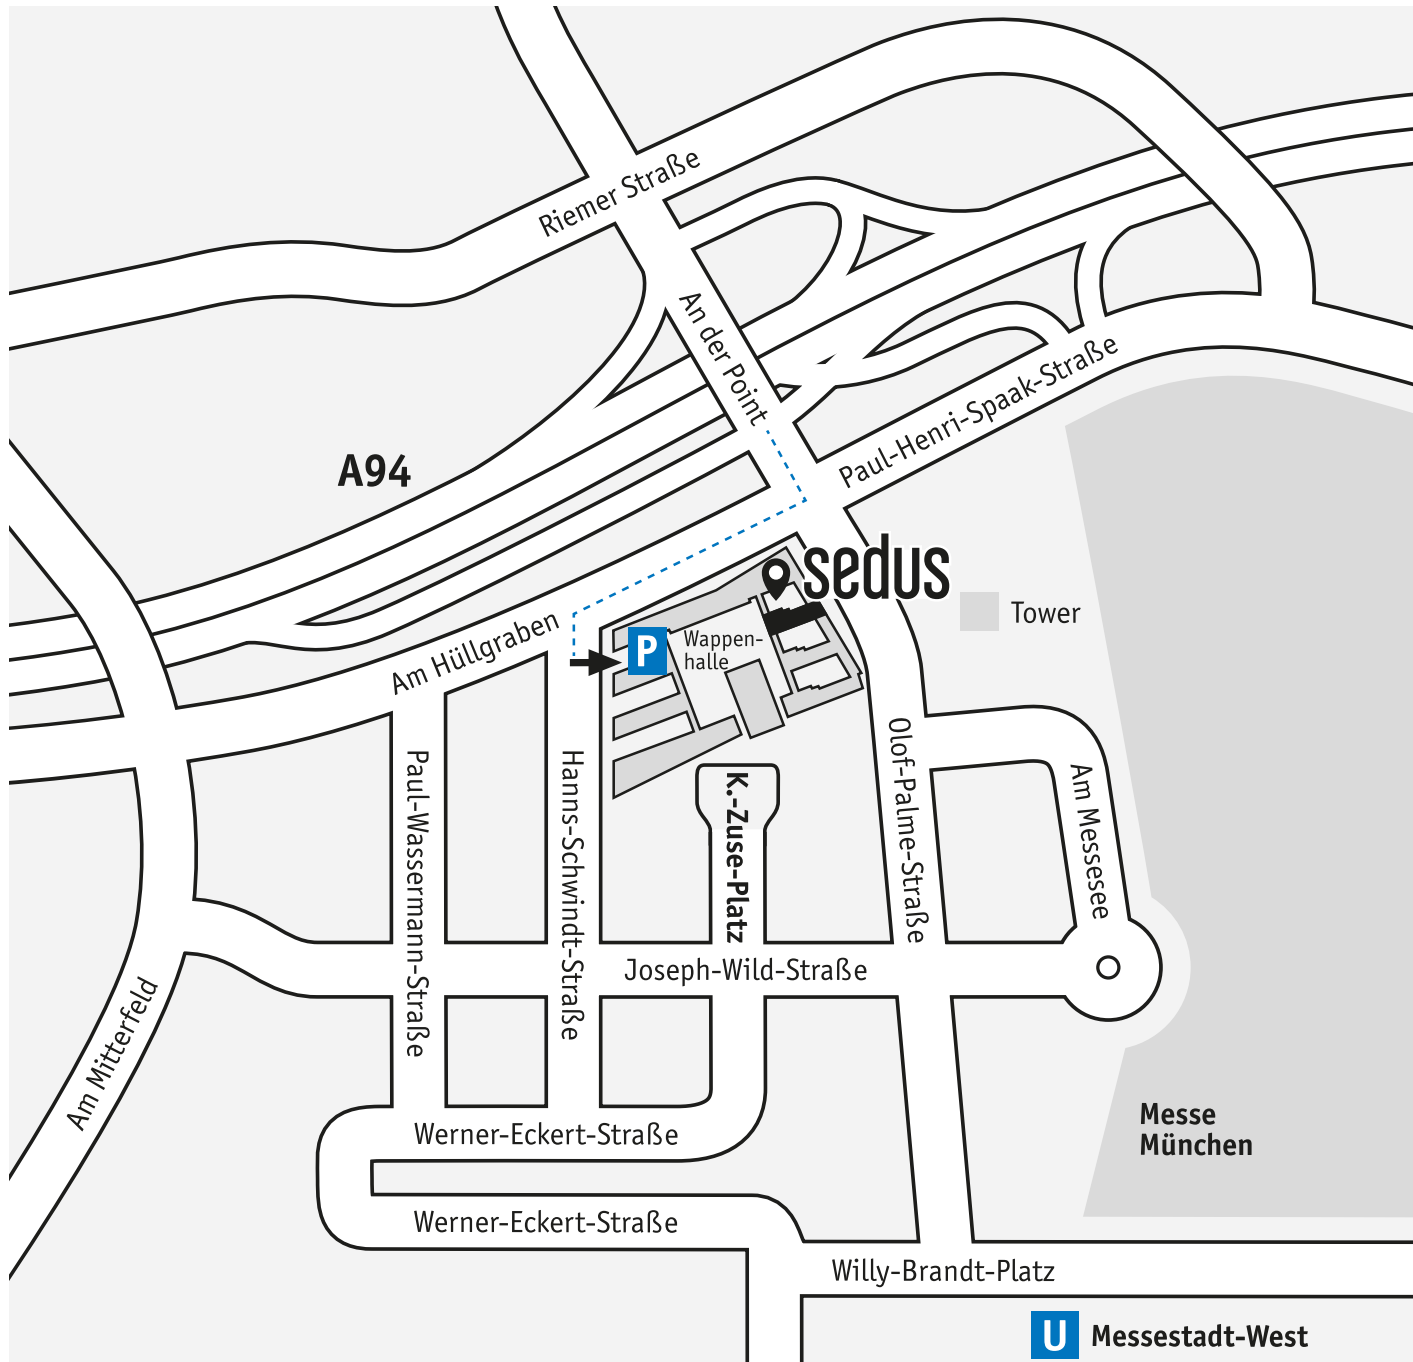 Riemer Straße
An der Point
Paul-Henri-Spaak-Straße
A94
sedus
Tower
Am Hüllgraben
P
Wappen-
halle
Paul-Wassermann-Straße
Hanns-Schwindt-Straße
K.-Zuse-Platz
Olof-Palme-Straße
Am Messesee
Joseph-Wild-Straße
Am Mitterfeld
Messe
München
Werner-Eckert-Straße
Werner-Eckert-Straße
Willy-Brandt-Platz
U Messestadt-West